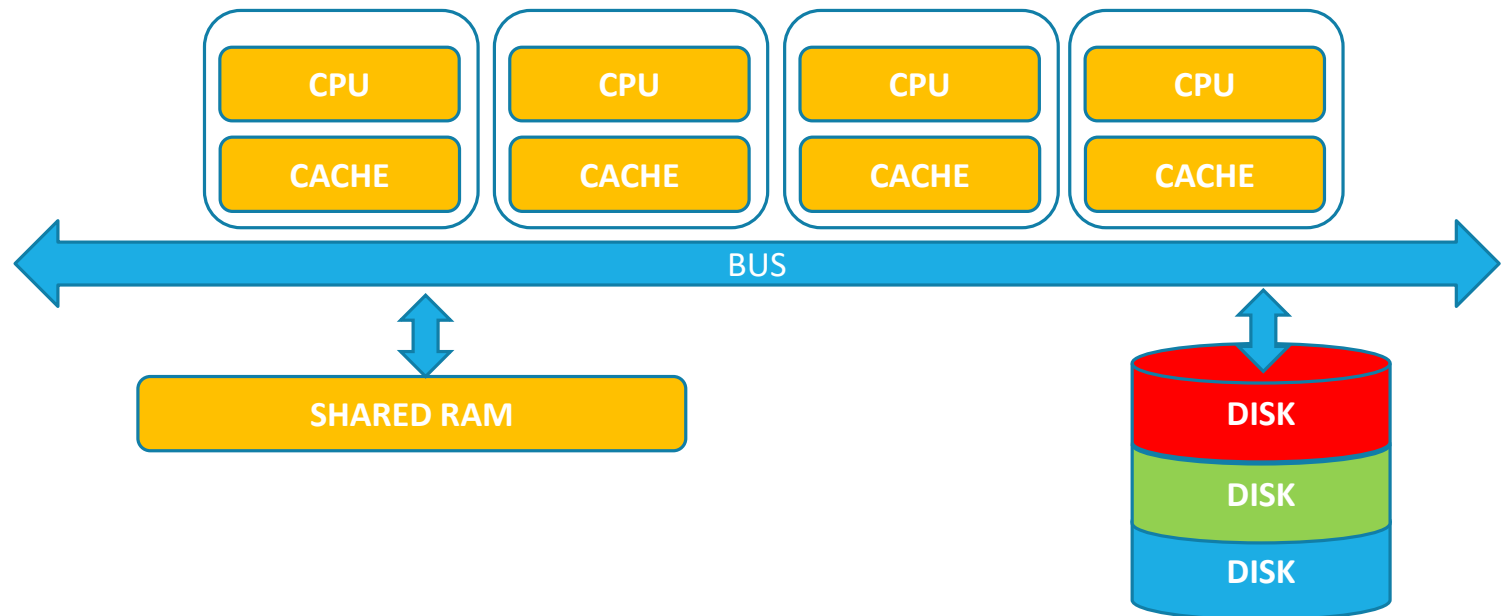 CPU
CPU
CPU
CPU
CACHE
CACHE
CACHE
CACHE
BUS
SHARED RAM
DISK
DISK
DISK